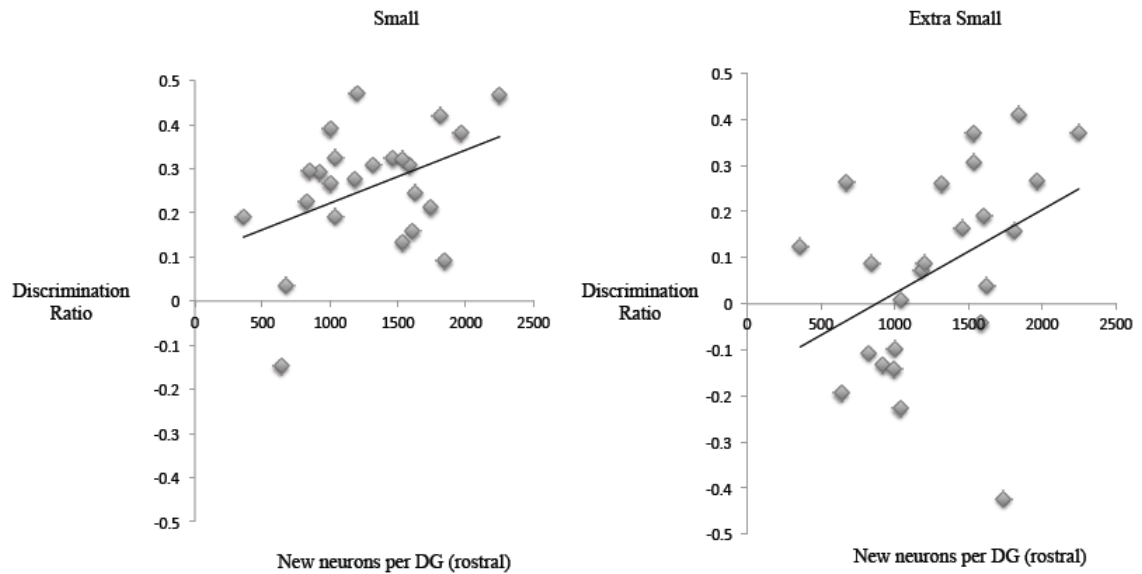 Small
0.5
0.4
0.3
0.2
0.1
0
-0.1
-0.2
-0.3
-0.4
-0.5
0 500 1000 1500 2000 2500
Discrimination
Ratio
New neurons per DG (rostral)
Extra Small
0.5
0.4
0.3
0.2
0.1
0
-0.1
-0.2
-0.3
-0.4
-0.5
0 500 1000 1500 2000 2500
Discrimination
Ratio
New neurons per DG (rostral)